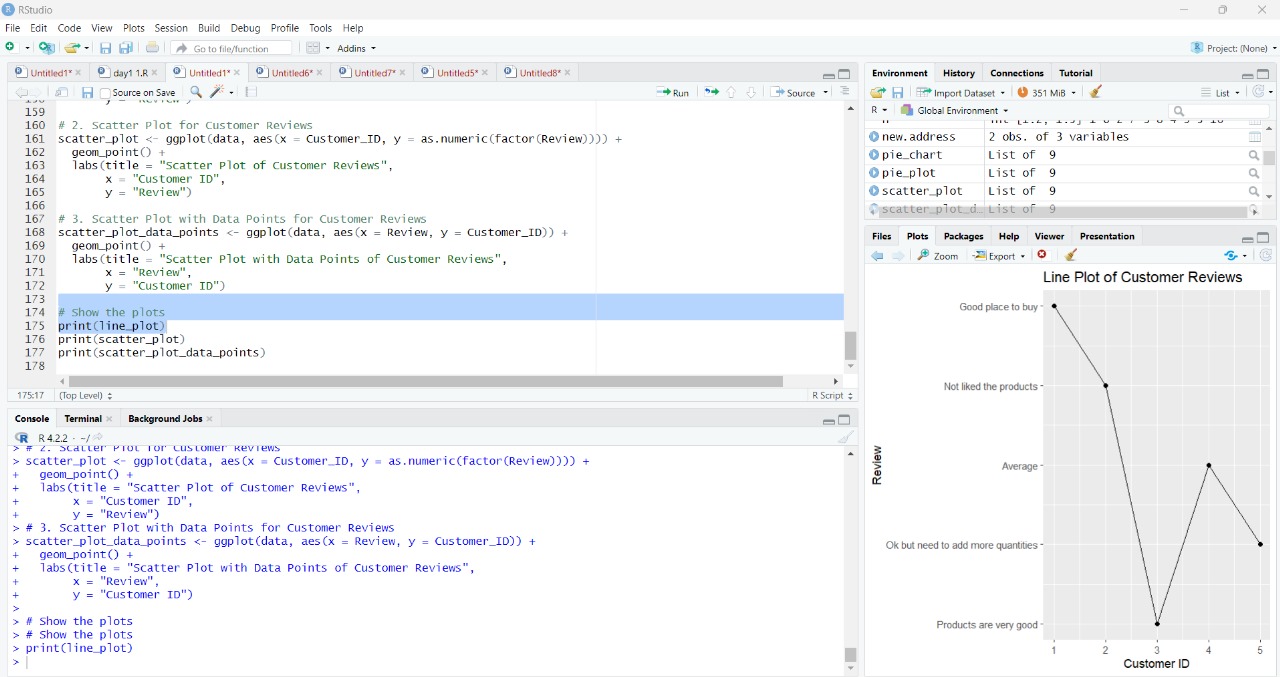 RStudio
File Edit Code View Plots Session Build Debug Profile Tools Help
Go to file/function Addins Project: (None)
Untitled1* day1 1.R Untitled1* Untitled6* Untitled7* Untitled5* Untitled8*
Source on Save Run Source
159
160 # 2. Scatter Plot for Customer Reviews
161 scatter_plot <- ggplot(data, aes(x = Customer_ID, y = as.numeric(factor(Review)))) +
162 geom_point() +
163 labs(title = "Scatter Plot of Customer Reviews",
164 x = "Customer ID",
165 y = "Review")
166
167 # 3. Scatter Plot with Data Points for Customer Reviews
168 scatter_plot_data_points <- ggplot(data, aes(x = Review, y = Customer_ID)) +
169 geom_point() +
170 labs(title = "Scatter Plot with Data Points of Customer Reviews",
171 x = "Review",
172 y = "Customer ID")
173
174 # Show the plots
175 print(line_plot)
176 print(scatter_plot)
177 print(scatter_plot_data_points)
178
175:17 (Top Level) R Script
Console Terminal Background Jobs
R 4.2.2 · ~/
> # 2. Scatter Plot for Customer Reviews
> scatter_plot <- ggplot(data, aes(x = Customer_ID, y = as.numeric(factor(Review)))) +
+ geom_point() +
+ labs(title = "Scatter Plot of Customer Reviews",
+ x = "Customer ID",
+ y = "Review")
> # 3. Scatter Plot with Data Points for Customer Reviews
> scatter_plot_data_points <- ggplot(data, aes(x = Review, y = Customer_ID)) +
+ geom_point() +
+ labs(title = "Scatter Plot with Data Points of Customer Reviews",
+ x = "Review",
+ y = "Customer ID")
>
> # Show the plots
> # Show the plots
> print(line_plot)
>
Environment History Connections Tutorial
Import Dataset 351 MiB List
R Global Environment
new.address 2 obs. of 3 variables
pie_chart List of 9
pie_plot List of 9
scatter_plot List of 9
scatter_plot_d… List of 9
Files Plots Packages Help Viewer Presentation
Zoom Export
Line Plot of Customer Reviews
Good place to buy
Not liked the products
Average
Ok but need to add more quantities
Products are very good
Review
1 2 3 4 5
Customer ID